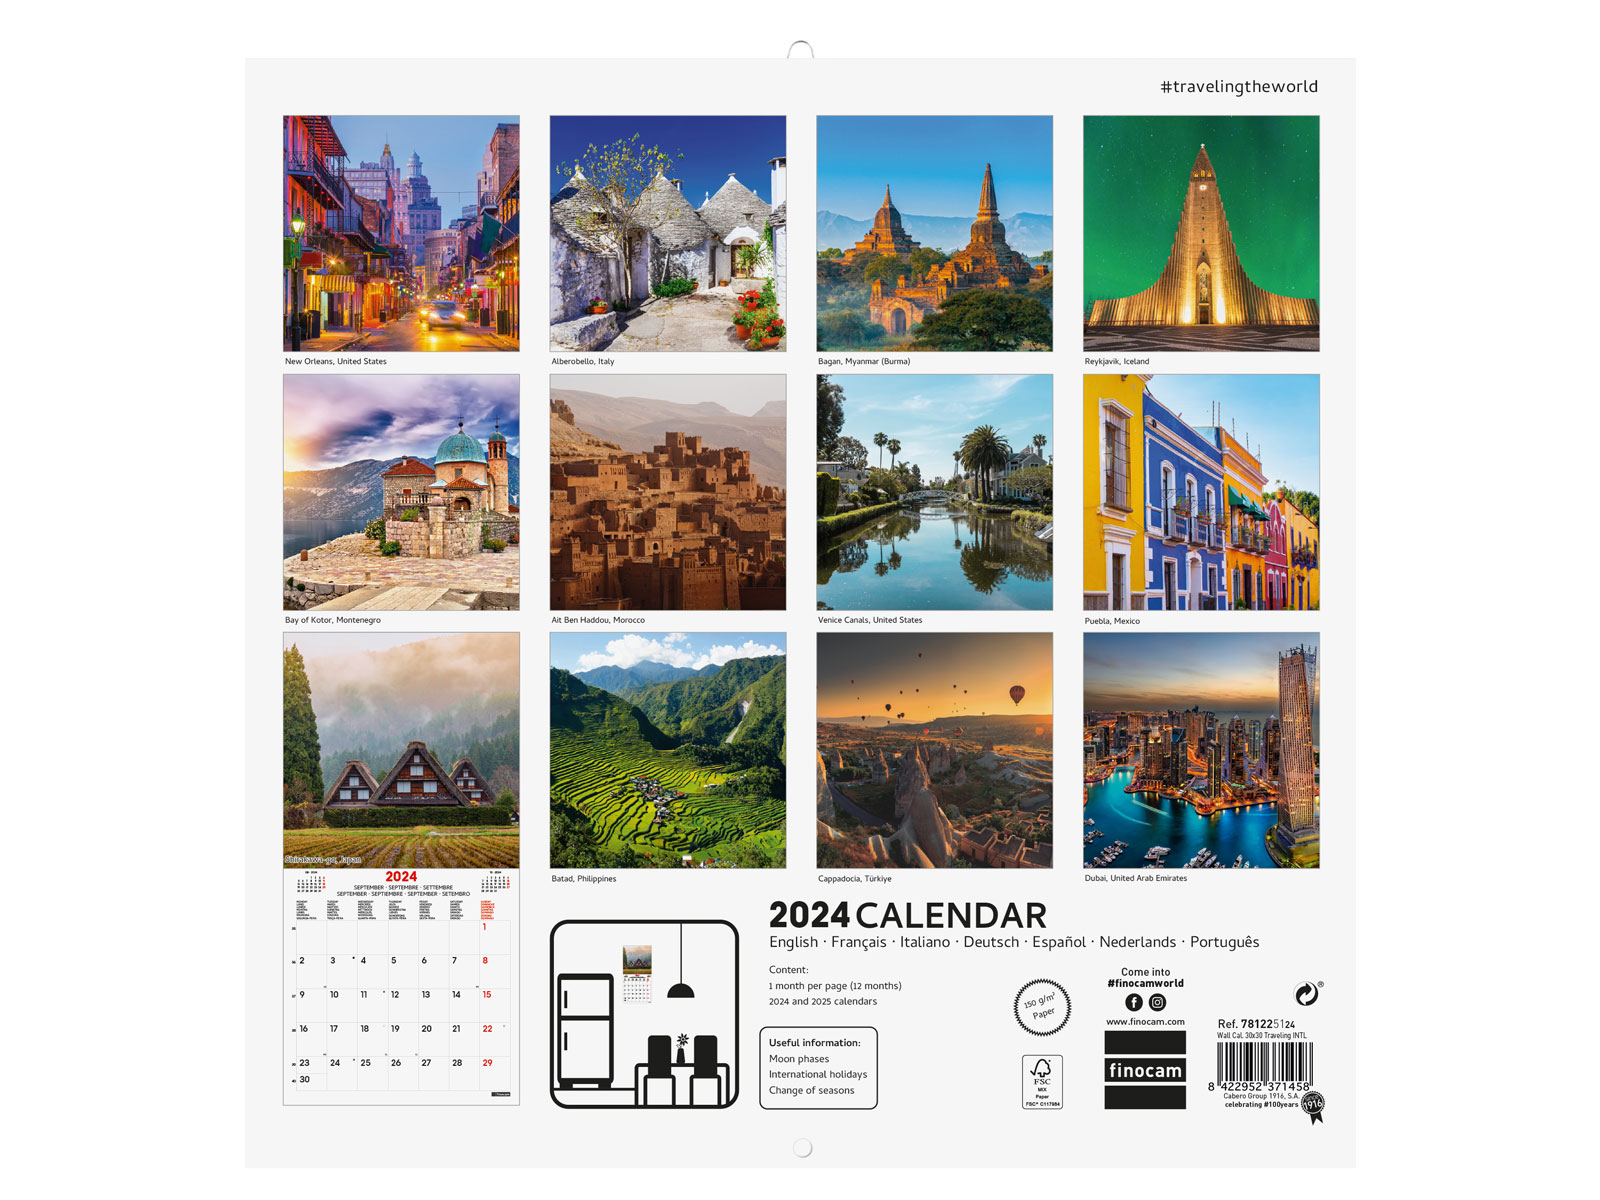 #travelingtheworld
New Orleans, United States
Alberobello, Italy
Bagan, Myanmar (Burma)
Reykjavik, Iceland
Bay of Kotor, Montenegro
Ait Ben Haddou, Morocco
Venice Canals, United States
Puebla, Mexico
Shirakawa-go, Japan
Batad, Philippines
Cappadocia, Türkiye
Dubai, United Arab Emirates
2024
SEPTEMBER · SEPTEMBRE · SETTEMBRE
SEPTEMBER · SEPTIEMBRE · SEPTEMBER · SETEMBRO
1
2 3 4 5 6 7 8
9 10 11 12 13 14 15
16 17 18 19 20 21 22
23 24 25 26 27 28 29
30
2024 CALENDAR
English · Français · Italiano · Deutsch · Español · Nederlands · Português
Content:
1 month per page (12 months)
2024 and 2025 calendars
Useful information:
Moon phases
International holidays
Change of seasons
150 g/m²
Paper
FSC
MIX
Paper
FSC® C117984
Come into
#finocamworld
www.finocam.com
finocam
®
Ref. 781225124
Wall Cal. 30x30 Traveling INTL
8 422952 371458
Cabero Group 1916, S.A.
celebrating #100years
1916